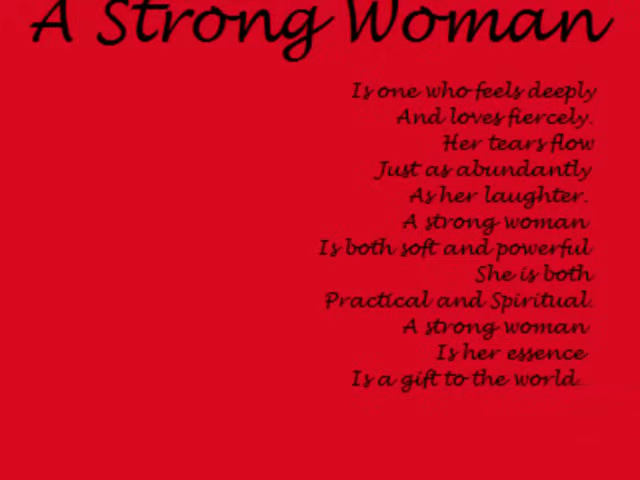 A Strong Woman
Is one who feels deeply
And loves fiercely.
Her tears flow
Just as abundantly
As her laughter.
A strong woman
Is both soft and powerful
She is both
Practical and Spiritual.
A strong woman
Is her essence
Is a gift to the world.